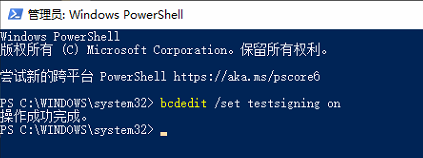 管理员: Windows PowerShell
Windows PowerShell
版权所有 (C) Microsoft Corporation。保留所有权利。
尝试新的跨平台 PowerShell https://aka.ms/pscore6
PS C:\WINDOWS\system32> bcdedit /set testsigning on
操作成功完成。
PS C:\WINDOWS\system32>